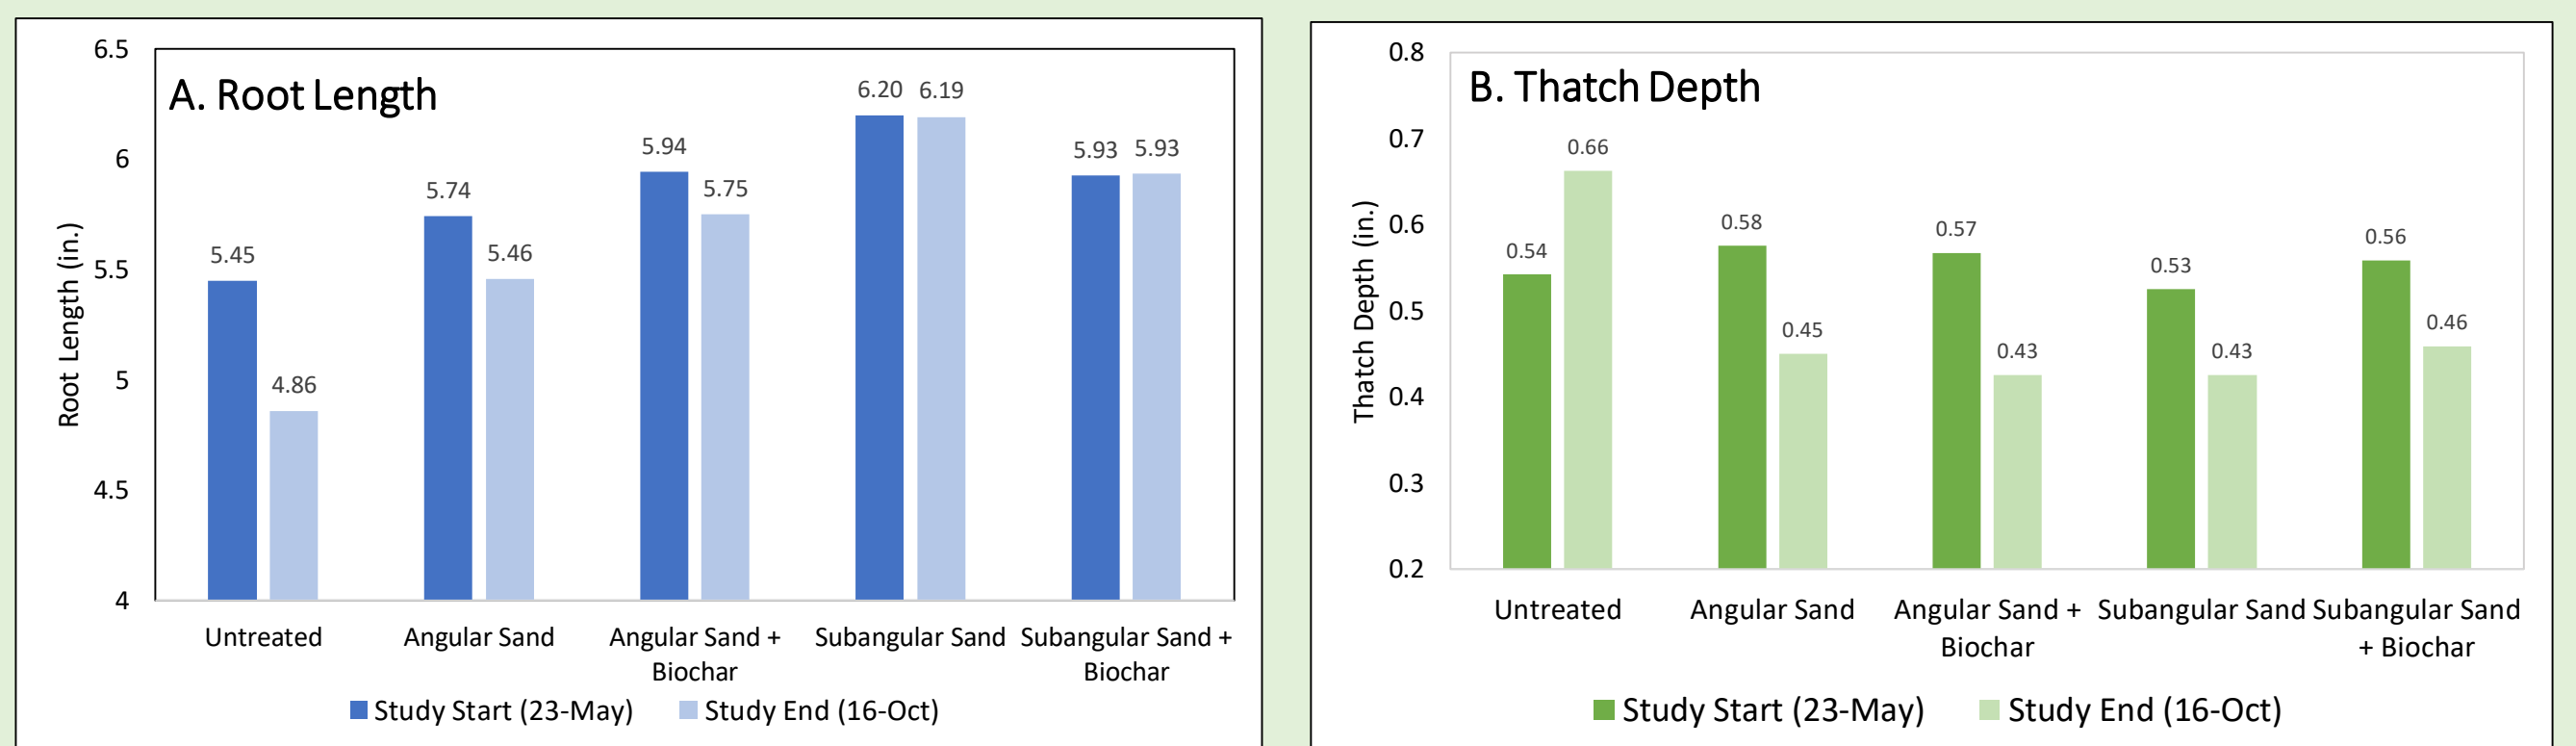 A. Root Length
Root Length (in.)
6.5
6
5.5
5
4.5
4
5.45
4.86
5.74
5.46
5.94
5.75
6.20
6.19
5.93
5.93
Untreated
Angular Sand
Angular Sand +
Biochar
Subangular Sand
Subangular Sand +
Biochar
Study Start (23-May)
Study End (16-Oct)
B. Thatch Depth
Thatch Depth (in.)
0.8
0.7
0.6
0.5
0.4
0.3
0.2
0.54
0.66
0.58
0.45
0.57
0.43
0.53
0.43
0.56
0.46
Untreated
Angular Sand
Angular Sand +
Biochar
Subangular Sand
Subangular Sand
+ Biochar
Study Start (23-May)
Study End (16-Oct)